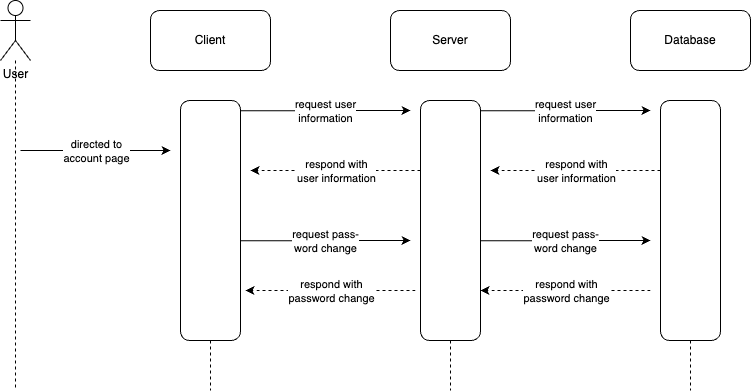 User
Client
Server
Database
request user
information
request user
information
directed to
account page
respond with
user information
respond with
user information
request pass-
word change
request pass-
word change
respond with
password change
respond with
password change